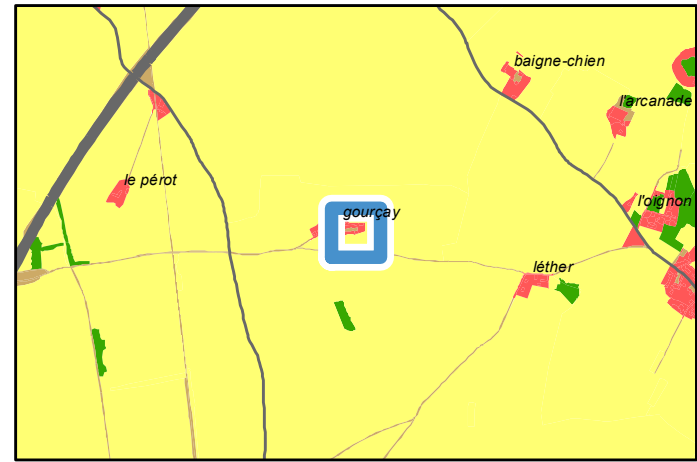 baigne-chien
l'arcanade
le pérot
l'oignon
gourçay
léther